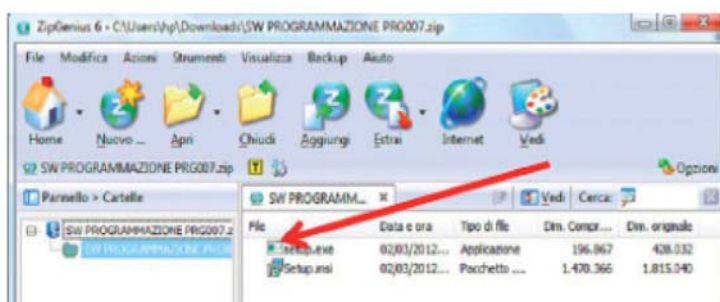 ZipGenius 6 - C:\Users\hp\Downloads\SW PROGRAMMAZIONE PRG007.zip
File Modifica Azioni Strumenti Visualizza Backup Aiuto
Home Nuovo ... Apri Chiudi Aggiungi Estrai Internet Vedi
SW PROGRAMMAZIONE PRG007.zip Opzioni
Pannello > Cartelle SW PROGRAMM... Vedi Cerca:
SW PROGRAMMAZIONE PRG007.z File Data e ora Tipo di file Dim. Compr... Dim. originale
SW PROGRAMMAZIONE setup.exe 02/03/2012... Applicazione 196.867 428.032
Setup.msi 02/03/2012... Pacchetto .... 1.470.366 1.815.040